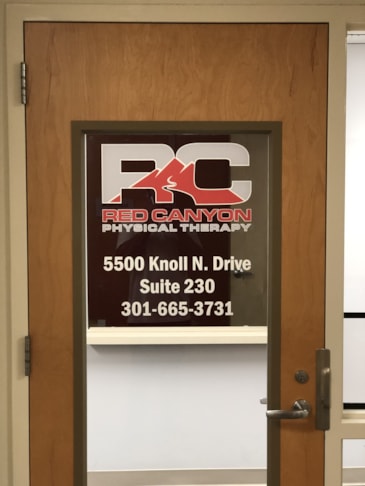 RC
RED CANYON
PHYSICAL THERAPY
5500 Knoll N. Drive
Suite 230
301-665-3731